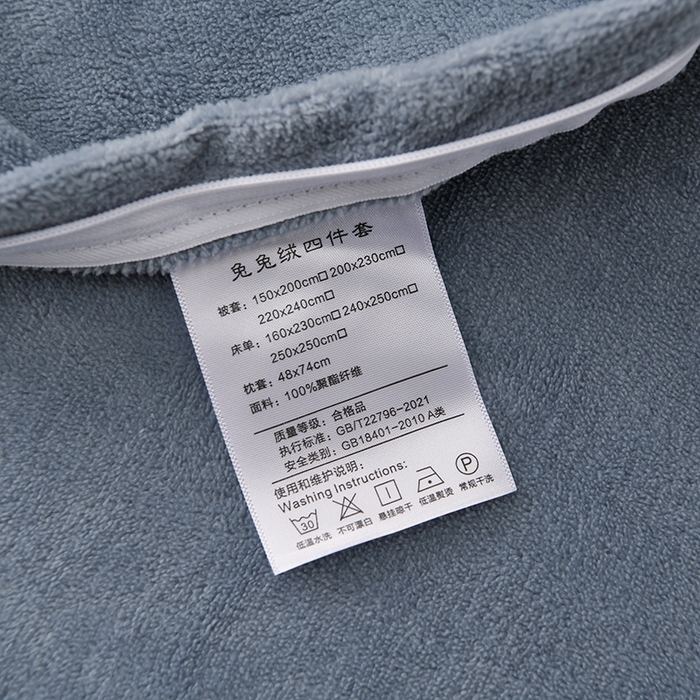 兔兔绒四件套
被套：150x200cm□ 200x230cm□
220x240cm□
床单：160x230cm□ 240x250cm□
250x250cm□
枕套：48x74cm
面料：100%聚酯纤维
质量等级：合格品
执行标准：GB/T22796-2021
安全类别：GB18401-2010 A类
使用和维护说明：
Washing Instructions:
30 P
低温水洗 不可漂白 悬挂晾干 低温熨烫 常规干洗